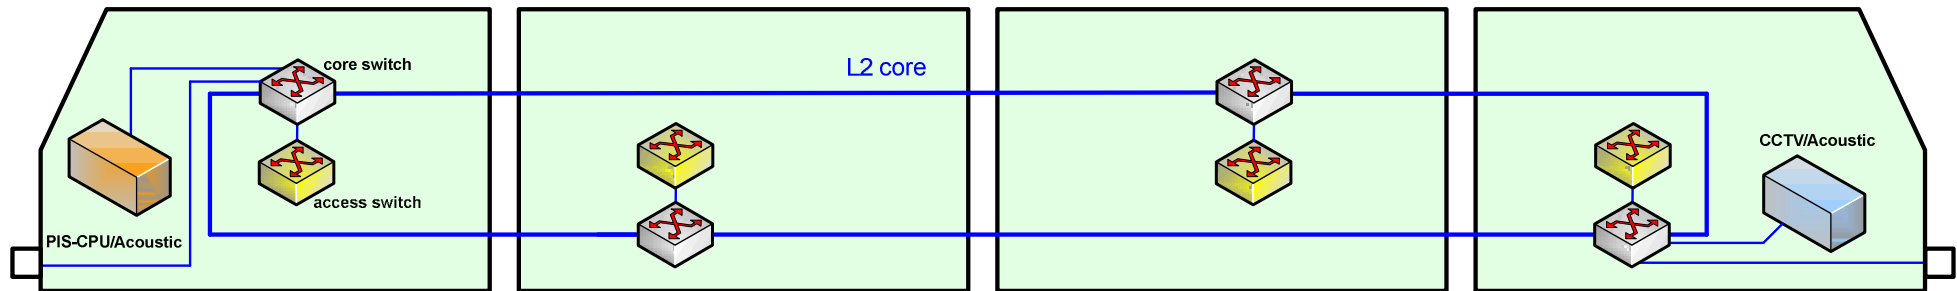 core switch
L2 core
access switch
PIS-CPU/Acoustic
CCTV/Acoustic